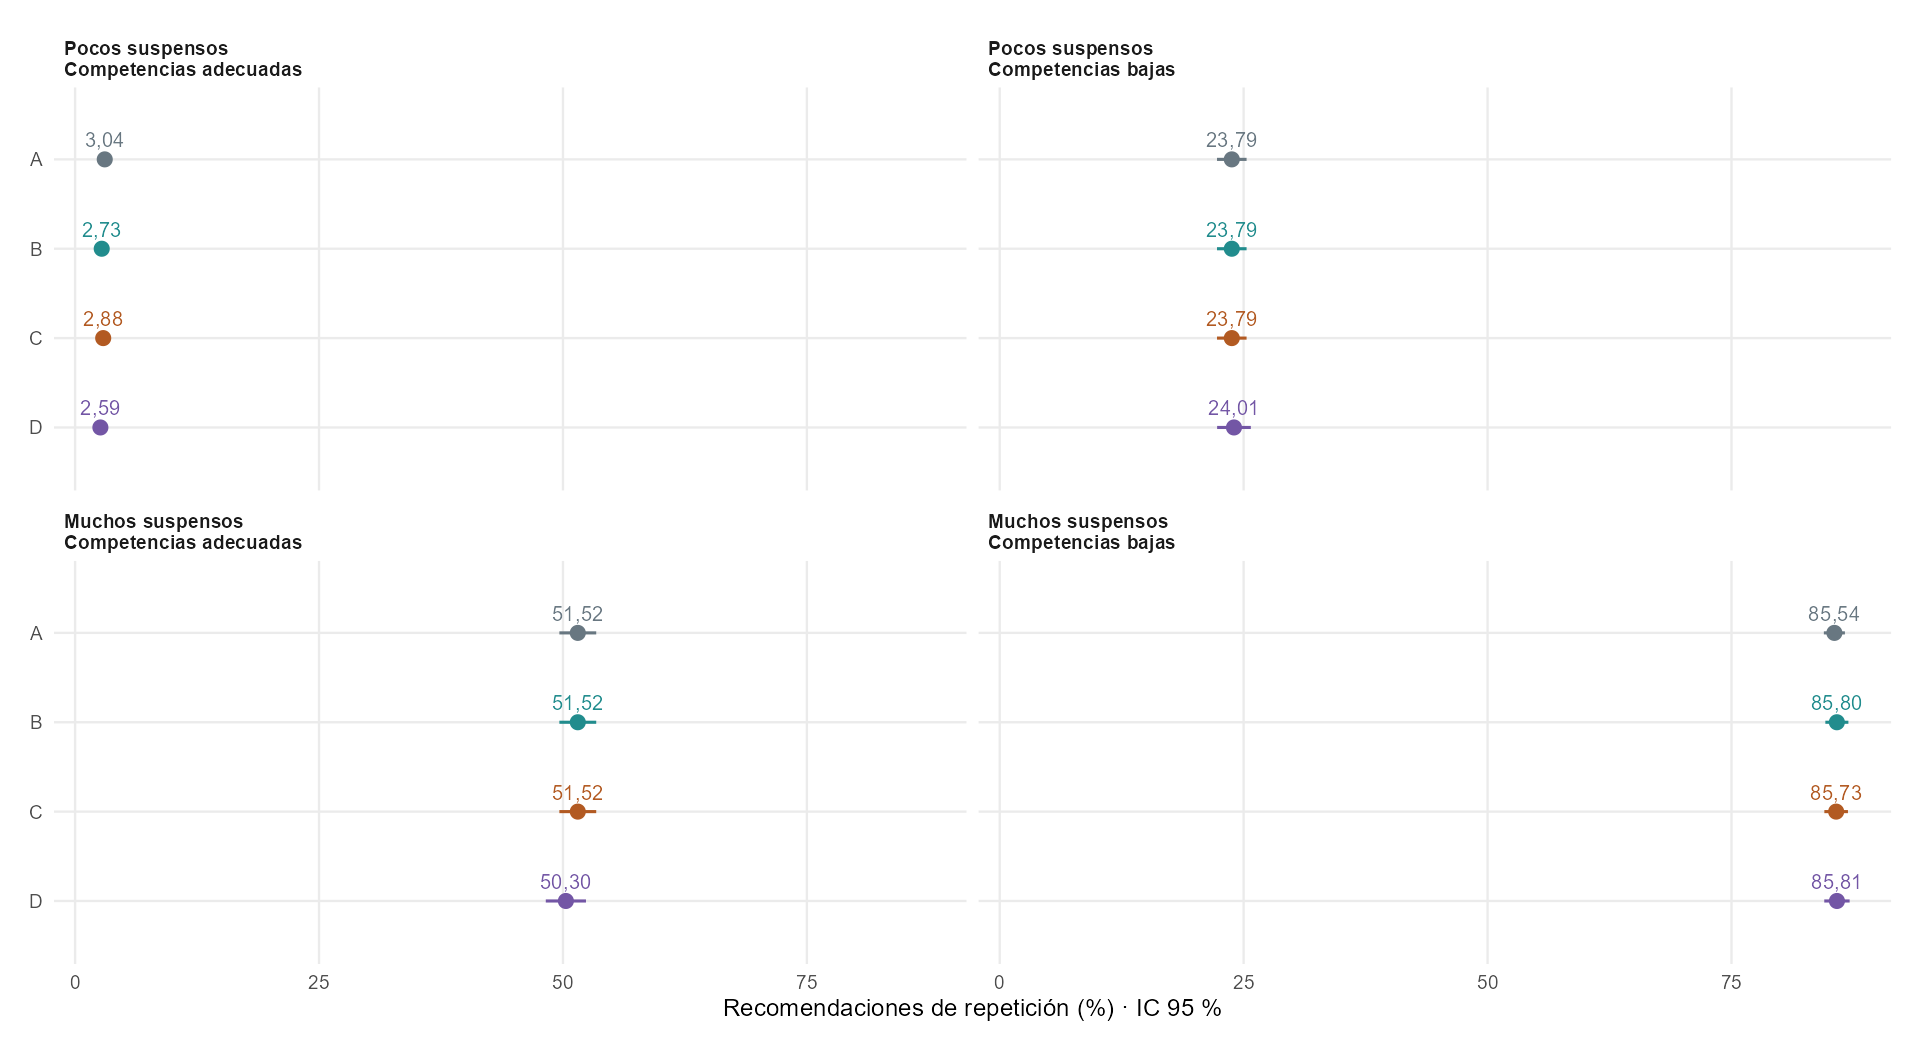 Pocos suspensos
Competencias adecuadas
A
3,04
B
2,73
C
2,88
D
2,59
Pocos suspensos
Competencias bajas
23,79
23,79
23,79
24,01
Muchos suspensos
Competencias adecuadas
A
51,52
B
51,52
C
51,52
D
50,30
0 25 50 75
Muchos suspensos
Competencias bajas
85,54
85,80
85,73
85,81
0 25 50 75
Recomendaciones de repetición (%) · IC 95 %